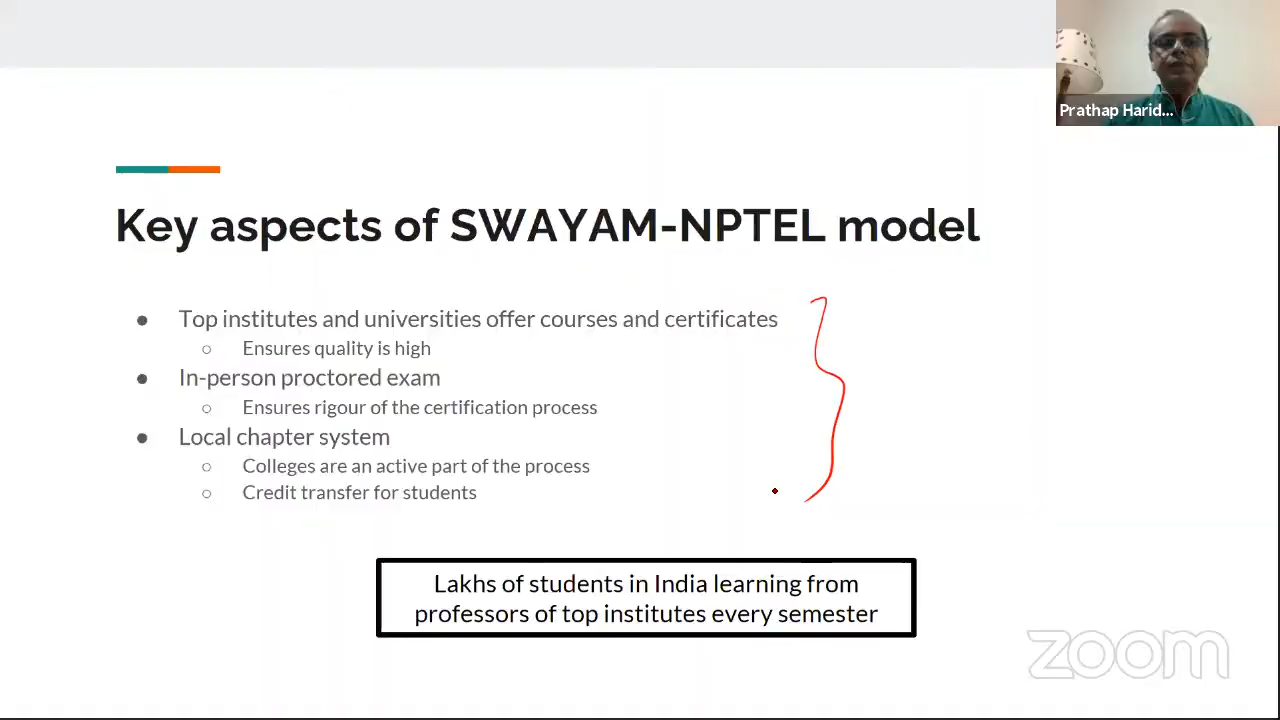 Prathap Harid...
Key aspects of SWAYAM-NPTEL model
● Top institutes and universities offer courses and certificates
○ Ensures quality is high
● In-person proctored exam
○ Ensures rigour of the certification process
● Local chapter system
○ Colleges are an active part of the process
○ Credit transfer for students
Lakhs of students in India learning from
professors of top institutes every semester
zoom